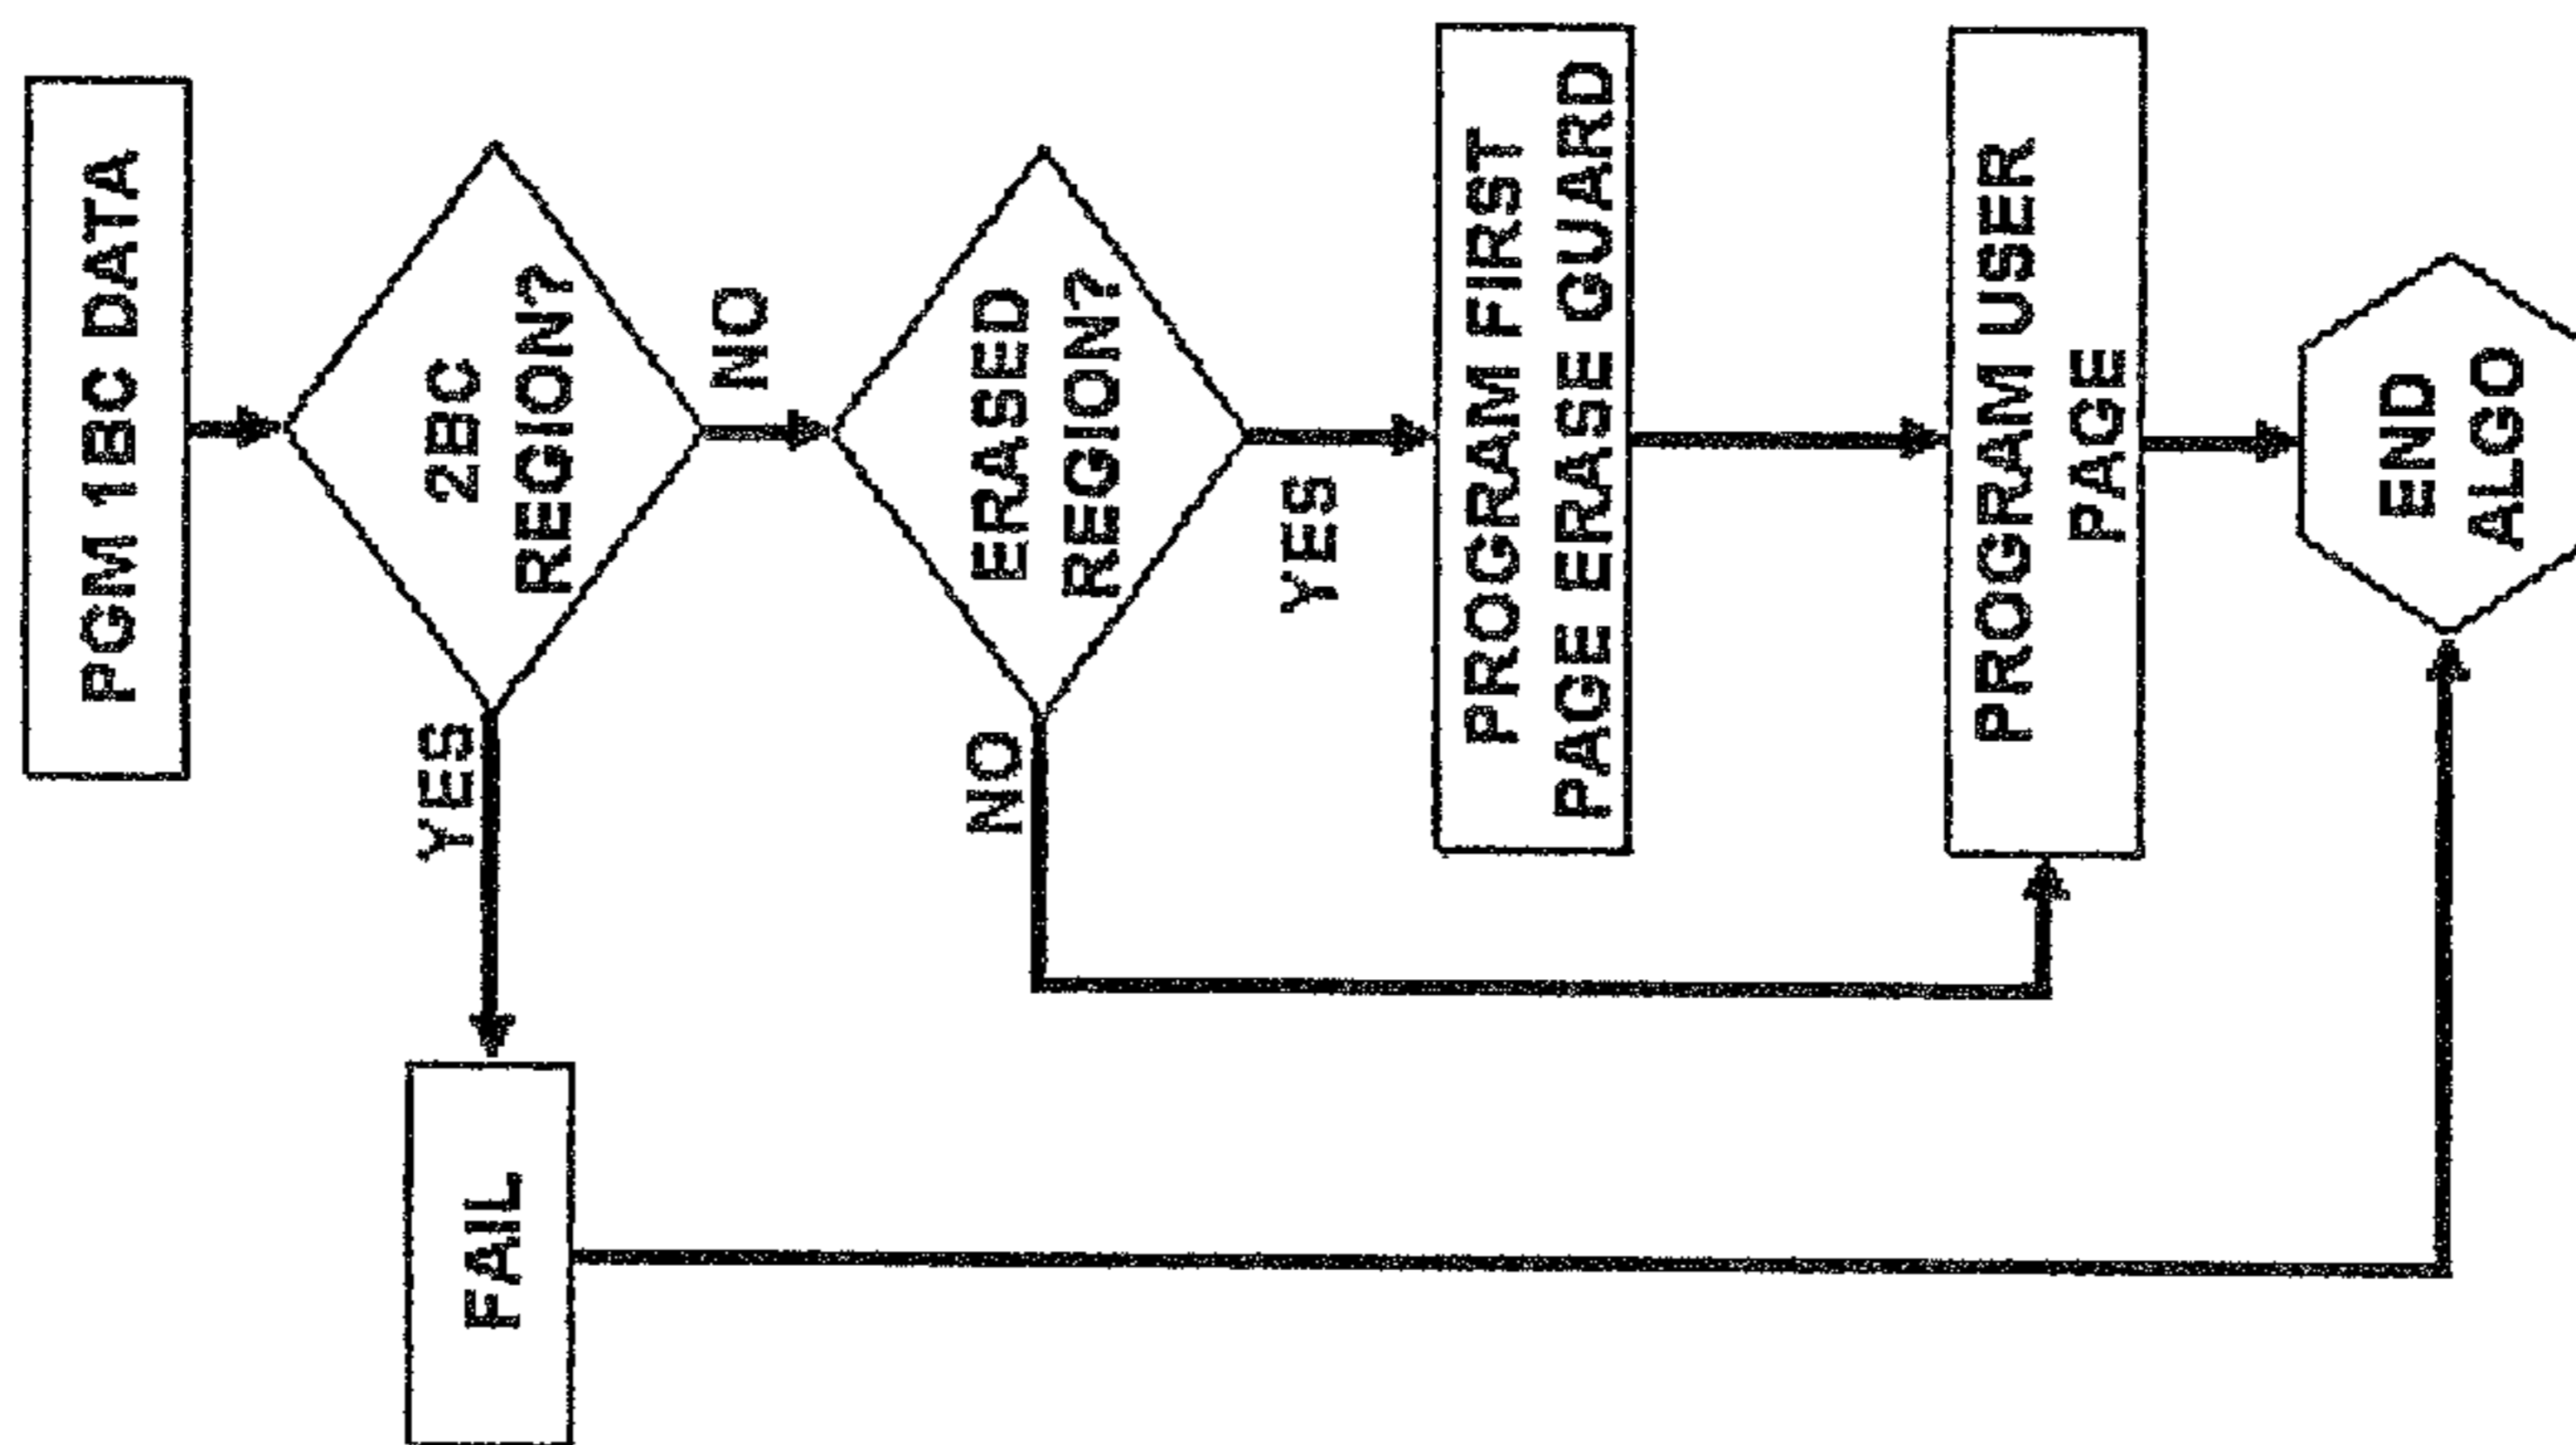 PGM 1BC DATA
2BC
REGION?
YES
NO
FAIL
ERASED
REGION?
NO
YES
PROGRAM FIRST
PAGE ERASE GUARD
PROGRAM USER
PAGE
END
ALGO